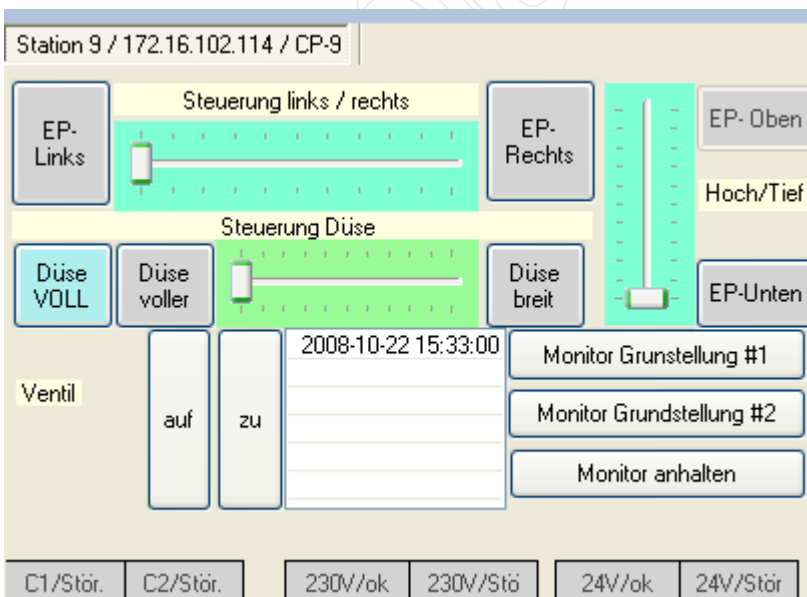 Station 9 / 172.16.102.114 / CP-9
EP-
Links
Steuerung links / rechts
EP-
Rechts
EP- Oben
Hoch/Tief
Steuerung Düse
Düse
VOLL
Düse
voller
Düse
breit
EP-Unten
Ventil
auf
zu
2008-10-22 15:33:00
Monitor Grunstellung #1
Monitor Grundstellung #2
Monitor anhalten
C1/Stör.
C2/Stör.
230V/ok
230V/Stö
24V/ok
24V/Stör